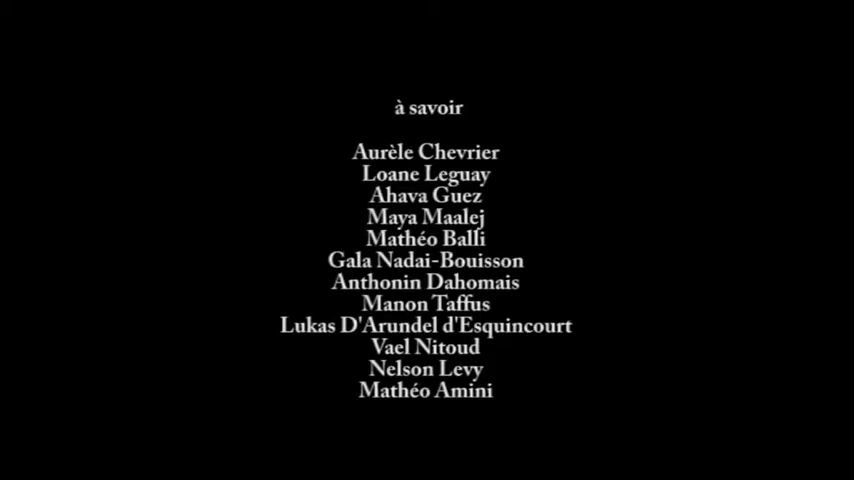 à savoir
Aurèle Chevrier
Loane Leguay
Ahava Guez
Maya Maalej
Mathéo Balli
Gala Nadai-Bouisson
Anthonin Dahomais
Manon Taffus
Lukas D'Arundel d'Esquincourt
Vael Nitoud
Nelson Levy
Mathéo Amini